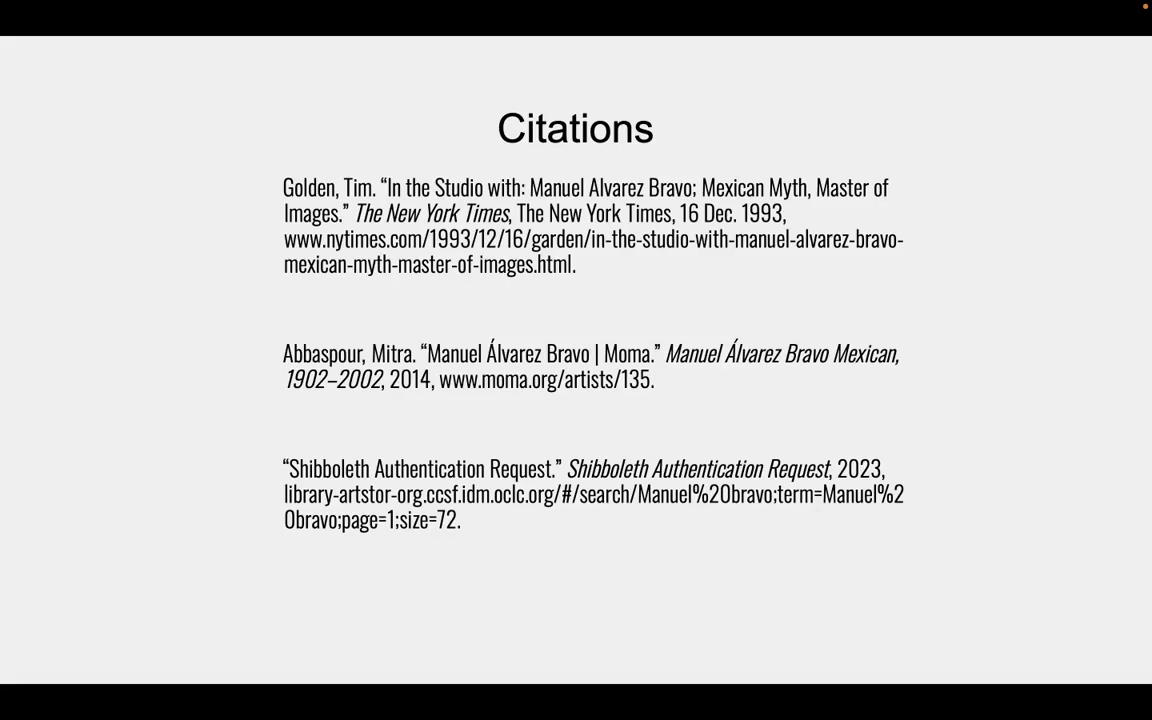 Citations
Golden, Tim. “In the Studio with: Manuel Alvarez Bravo; Mexican Myth, Master of
Images.” The New York Times, The New York Times, 16 Dec. 1993,
www.nytimes.com/1993/12/16/garden/in-the-studio-with-manuel-alvarez-bravo-
mexican-myth-master-of-images.html.
Abbaspour, Mitra. “Manuel Álvarez Bravo | Moma.” Manuel Álvarez Bravo Mexican,
1902–2002, 2014, www.moma.org/artists/135.
“Shibboleth Authentication Request.” Shibboleth Authentication Request, 2023,
library-artstor-org.ccsf.idm.oclc.org/#/search/Manuel%20bravo;term=Manuel%2
0bravo;page=1;size=72.